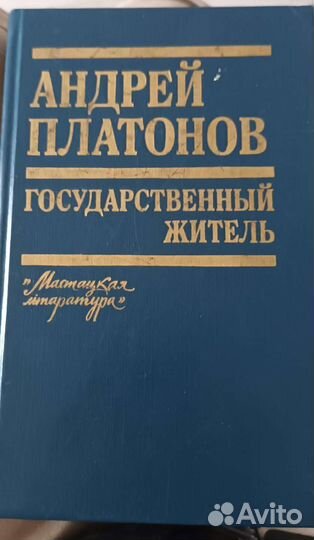 АНДРЕЙ
ПЛАТОНОВ
ГОСУДАРСТВЕННЫЙ
ЖИТЕЛЬ
"Мастацкая
літаратура"
Avito